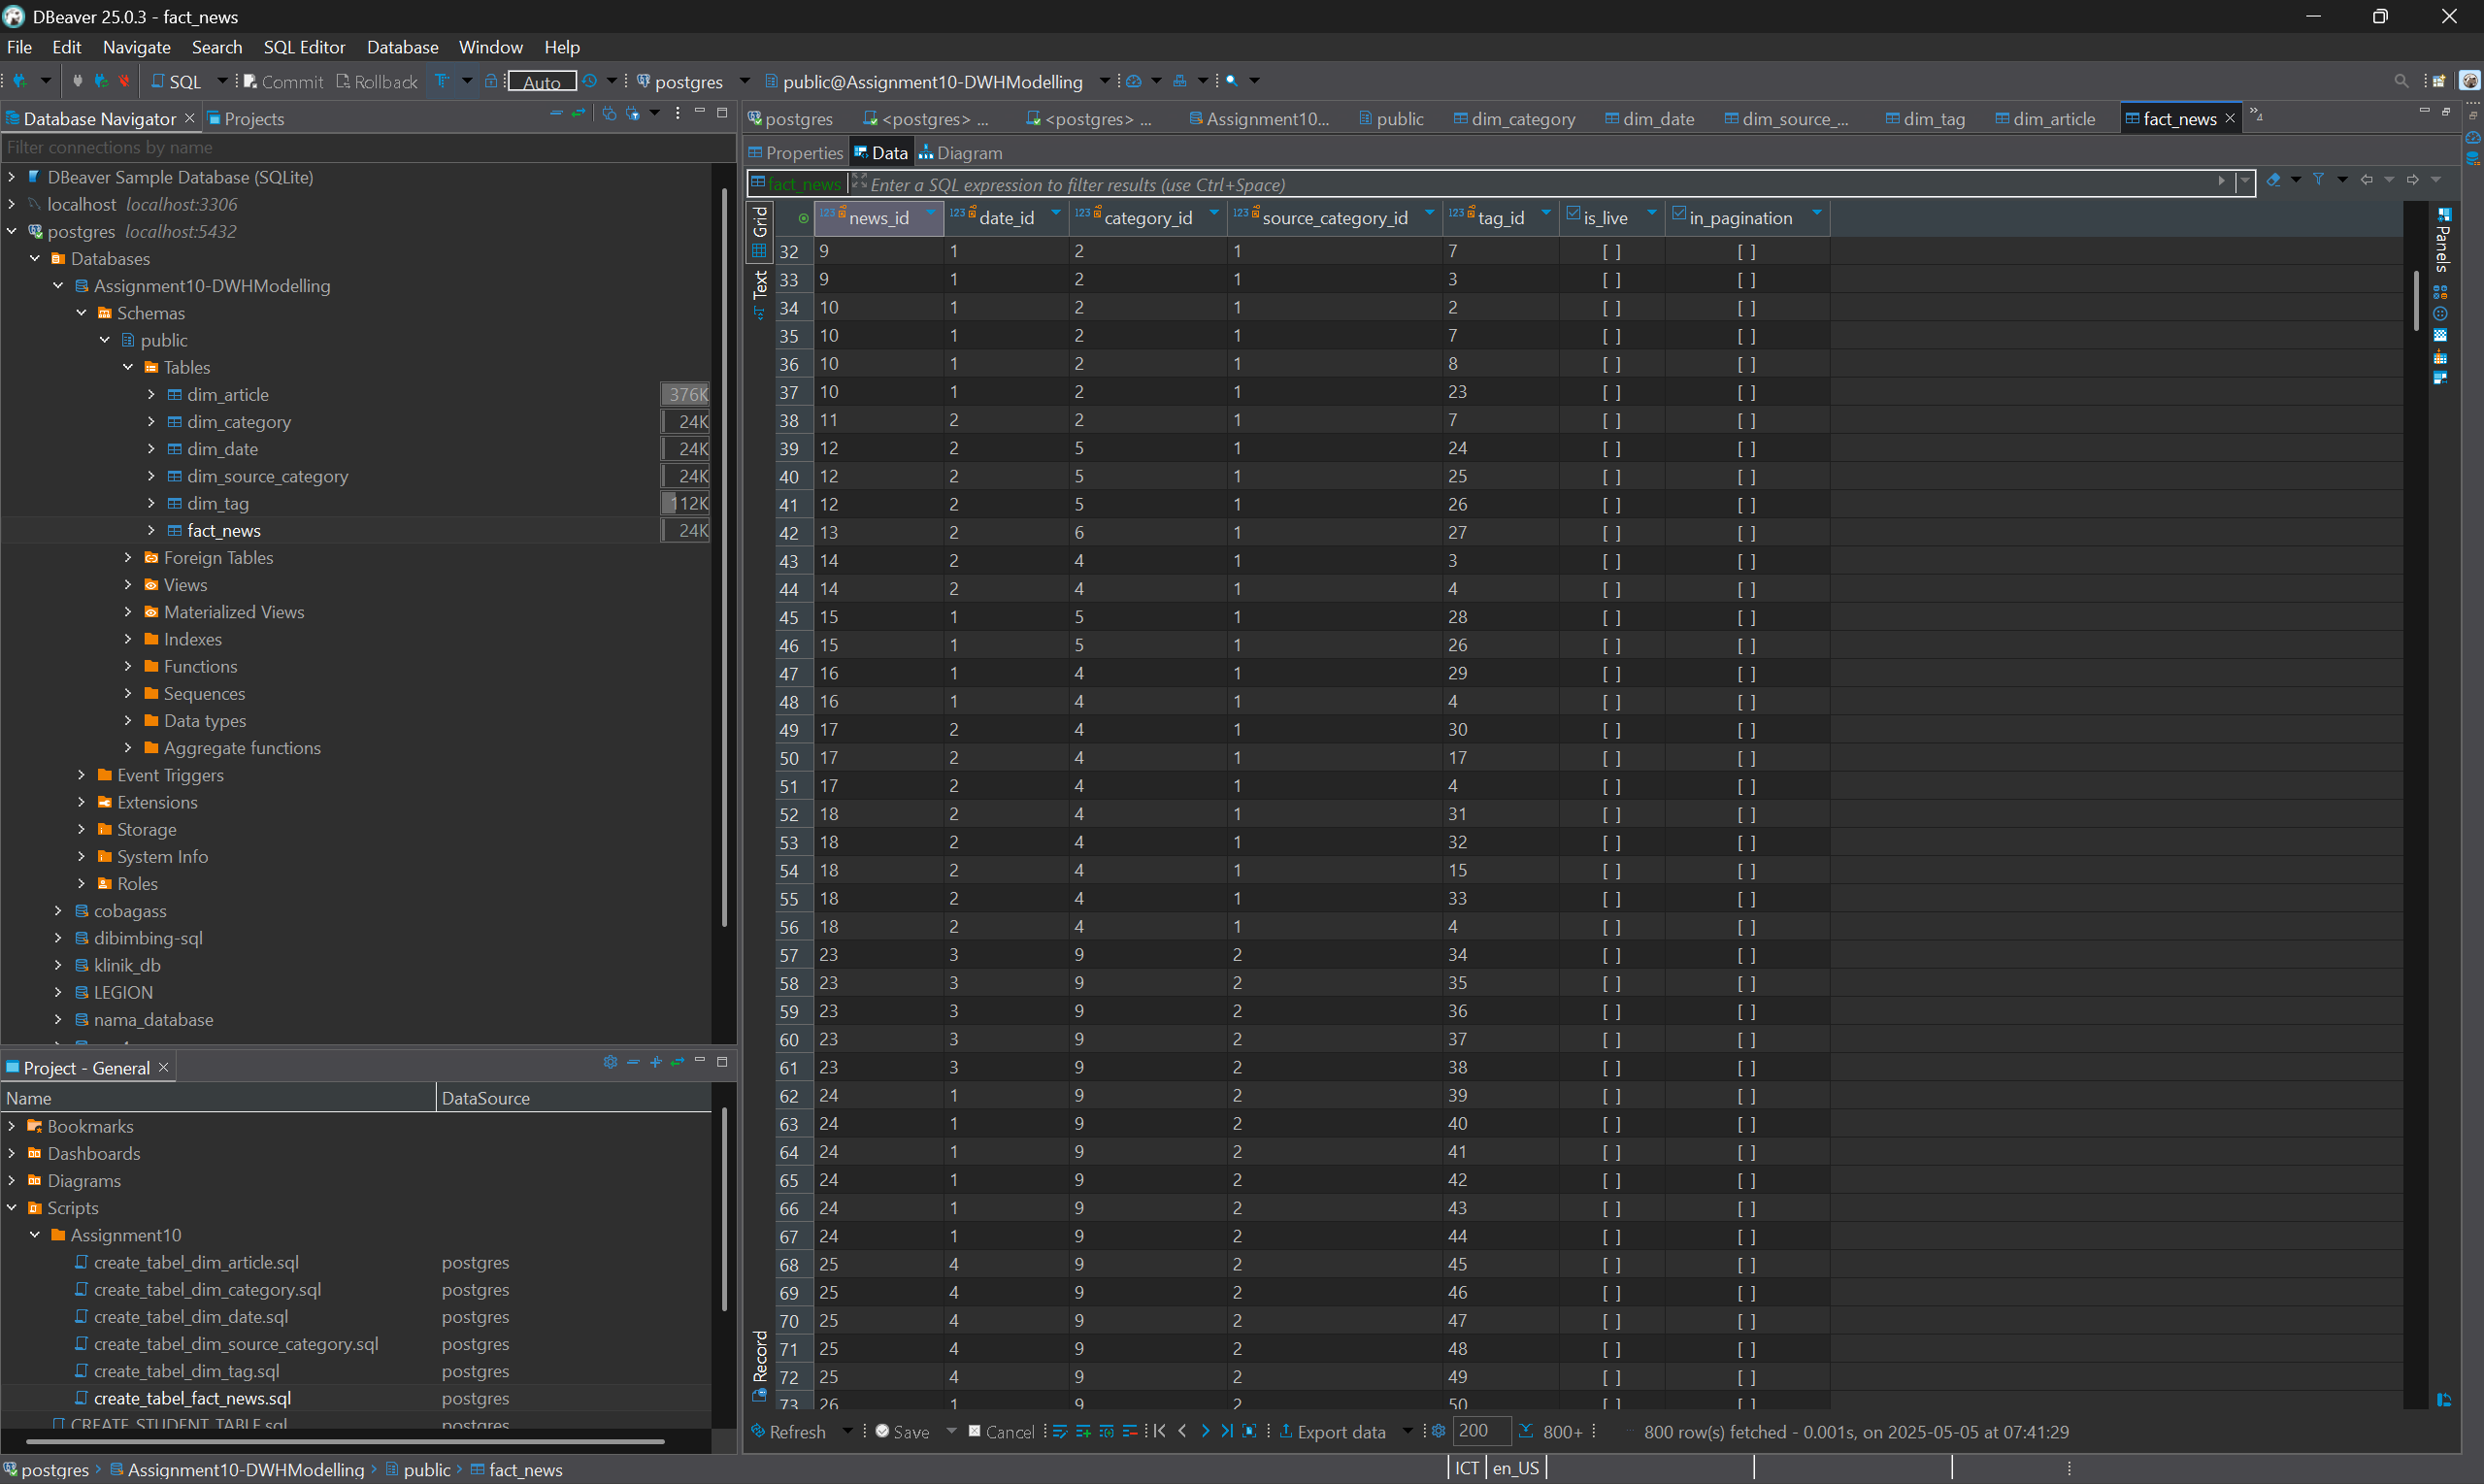 DBeaver 25.0.3 - fact_news
File Edit Navigate Search SQL Editor Database Window Help
SQL Commit Rollback Auto postgres public@Assignment10-DWHModelling
Database Navigator Projects
Filter connections by name
DBeaver Sample Database (SQLite)
localhost localhost:3306
postgres localhost:5432
Databases
Assignment10-DWHModelling
Schemas
public
Tables
dim_article 376K
dim_category 24K
dim_date 24K
dim_source_category 24K
dim_tag 112K
fact_news 24K
Foreign Tables
Views
Materialized Views
Indexes
Functions
Sequences
Data types
Aggregate functions
Event Triggers
Extensions
Storage
System Info
Roles
cobagass
dibimbing-sql
klinik_db
LEGION
nama_database
Project - General
Name DataSource
Bookmarks
Dashboards
Diagrams
Scripts
Assignment10
create_tabel_dim_article.sql postgres
create_tabel_dim_category.sql postgres
create_tabel_dim_date.sql postgres
create_tabel_dim_source_category.sql postgres
create_tabel_dim_tag.sql postgres
create_tabel_fact_news.sql postgres
CREATE STUDENT TABLE.sql postgres
postgres <postgres> ... <postgres> ... Assignment10... public dim_category dim_date dim_source_... dim_tag dim_article fact_news »4
Properties Data Diagram
fact_news Enter a SQL expression to filter results (use Ctrl+Space)
Grid
Text
Record
Panels
123 news_id 123 date_id 123 category_id 123 source_category_id 123 tag_id is_live in_pagination
32 9 1 2 1 7 [ ] [ ]
33 9 1 2 1 3 [ ] [ ]
34 10 1 2 1 2 [ ] [ ]
35 10 1 2 1 7 [ ] [ ]
36 10 1 2 1 8 [ ] [ ]
37 10 1 2 1 23 [ ] [ ]
38 11 2 2 1 7 [ ] [ ]
39 12 2 5 1 24 [ ] [ ]
40 12 2 5 1 25 [ ] [ ]
41 12 2 5 1 26 [ ] [ ]
42 13 2 6 1 27 [ ] [ ]
43 14 2 4 1 3 [ ] [ ]
44 14 2 4 1 4 [ ] [ ]
45 15 1 5 1 28 [ ] [ ]
46 15 1 5 1 26 [ ] [ ]
47 16 1 4 1 29 [ ] [ ]
48 16 1 4 1 4 [ ] [ ]
49 17 2 4 1 30 [ ] [ ]
50 17 2 4 1 17 [ ] [ ]
51 17 2 4 1 4 [ ] [ ]
52 18 2 4 1 31 [ ] [ ]
53 18 2 4 1 32 [ ] [ ]
54 18 2 4 1 15 [ ] [ ]
55 18 2 4 1 33 [ ] [ ]
56 18 2 4 1 4 [ ] [ ]
57 23 3 9 2 34 [ ] [ ]
58 23 3 9 2 35 [ ] [ ]
59 23 3 9 2 36 [ ] [ ]
60 23 3 9 2 37 [ ] [ ]
61 23 3 9 2 38 [ ] [ ]
62 24 1 9 2 39 [ ] [ ]
63 24 1 9 2 40 [ ] [ ]
64 24 1 9 2 41 [ ] [ ]
65 24 1 9 2 42 [ ] [ ]
66 24 1 9 2 43 [ ] [ ]
67 24 1 9 2 44 [ ] [ ]
68 25 4 9 2 45 [ ] [ ]
69 25 4 9 2 46 [ ] [ ]
70 25 4 9 2 47 [ ] [ ]
71 25 4 9 2 48 [ ] [ ]
72 25 4 9 2 49 [ ] [ ]
73 26 1 9 2 50 [ ] [ ]
Refresh Save Cancel Export data 200 800+ 800 row(s) fetched - 0.001s, on 2025-05-05 at 07:41:29
postgres Assignment10-DWHModelling public fact_news ICT en_US